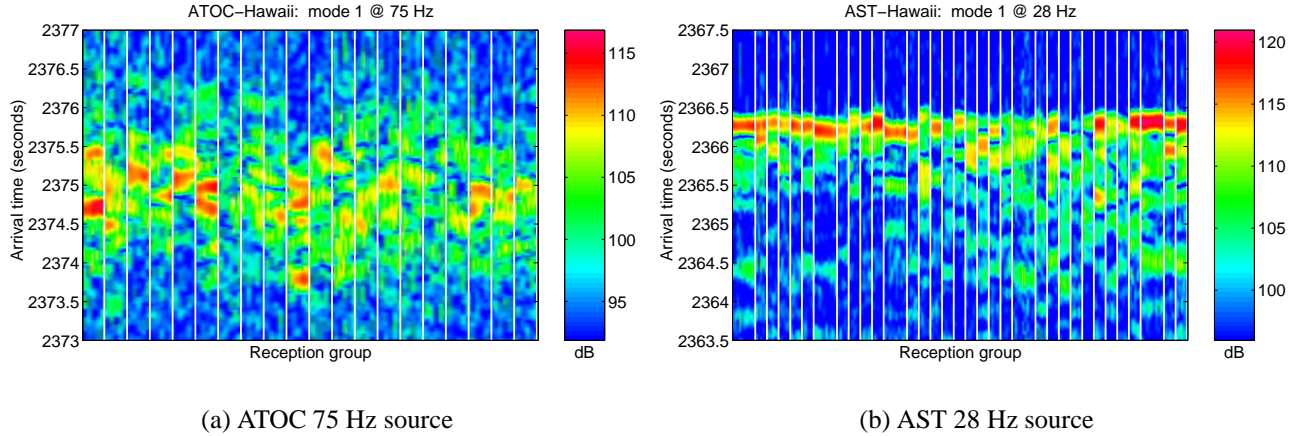 ATOC−Hawaii: mode 1 @ 75 Hz
Arrival time (seconds)
2377
2376.5
2376
2375.5
2375
2374.5
2374
2373.5
2373
Reception group
115
110
105
100
95
dB
(a) ATOC 75 Hz source
AST−Hawaii: mode 1 @ 28 Hz
Arrival time (seconds)
2367.5
2367
2366.5
2366
2365.5
2365
2364.5
2364
2363.5
Reception group
120
115
110
105
100
dB
(b) AST 28 Hz source